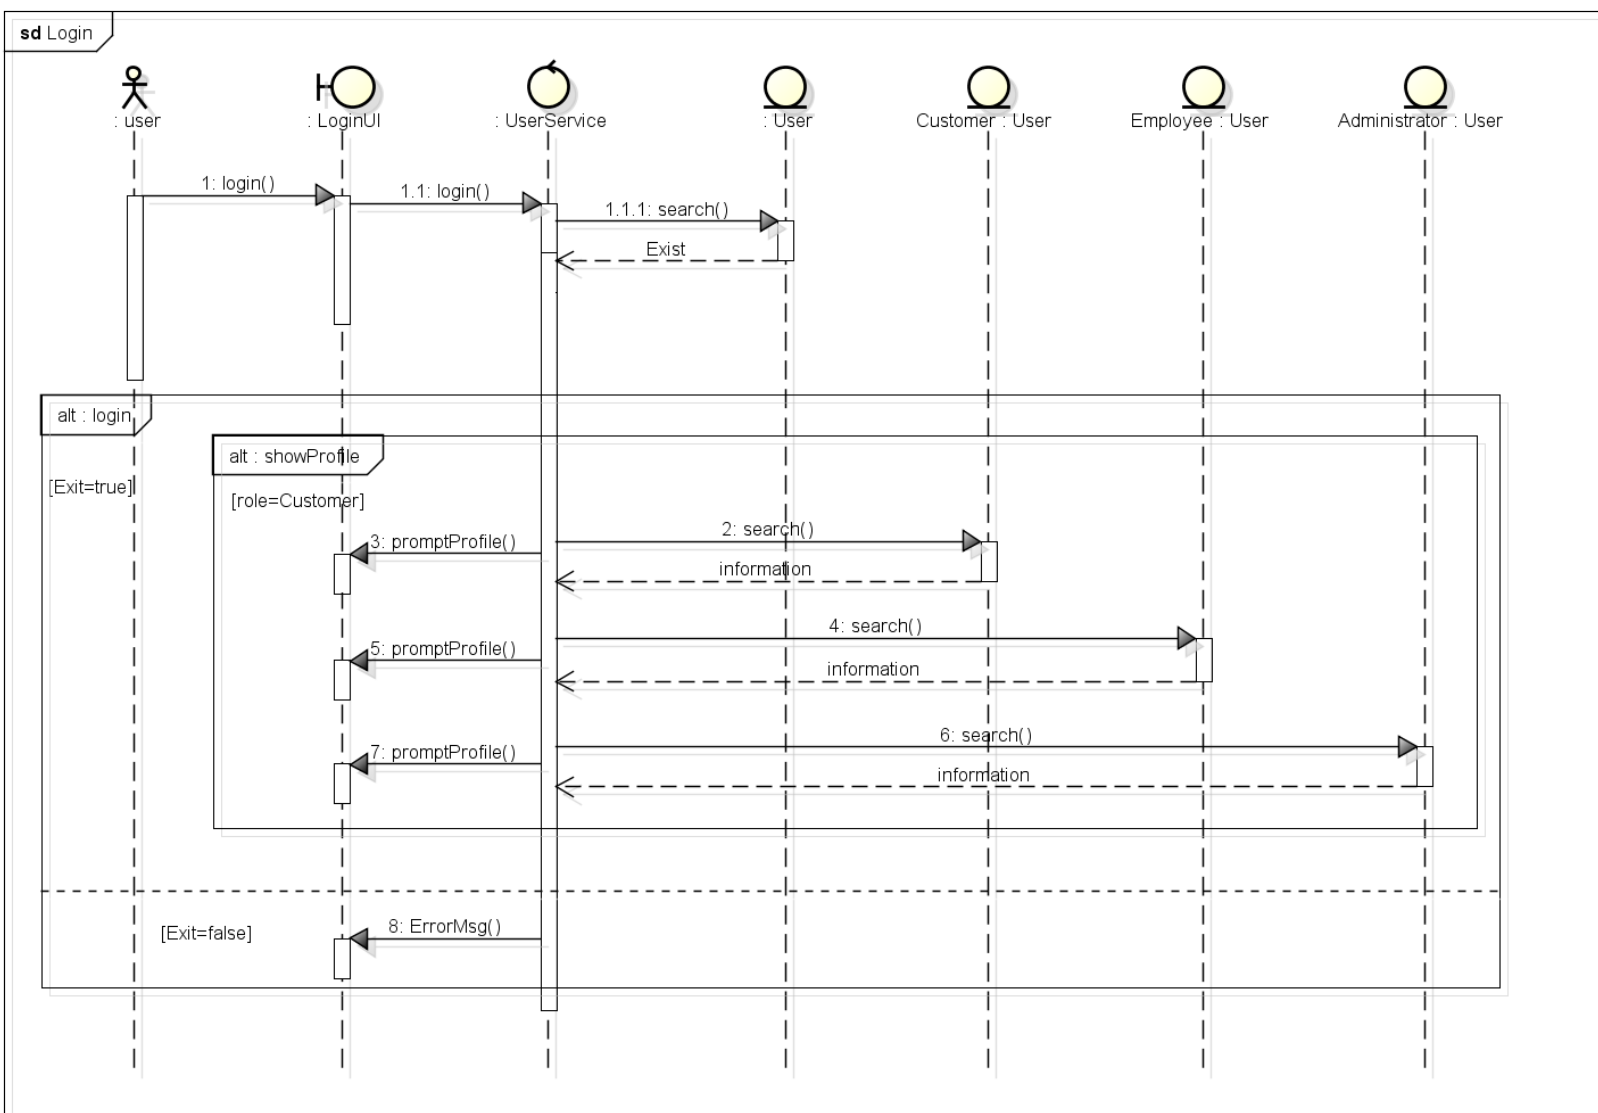 sd Login
: user
: LoginUI
: UserService
: User
Customer : User
Employee : User
Administrator : User
1: login()
1.1: login()
1.1.1: search()
Exist
alt : login
alt : showProfile
[Exit=true]
[role=Customer]
2: search()
3: promptProfile()
information
4: search()
5: promptProfile()
information
6: search()
7: promptProfile()
information
8: ErrorMsg()
[Exit=false]